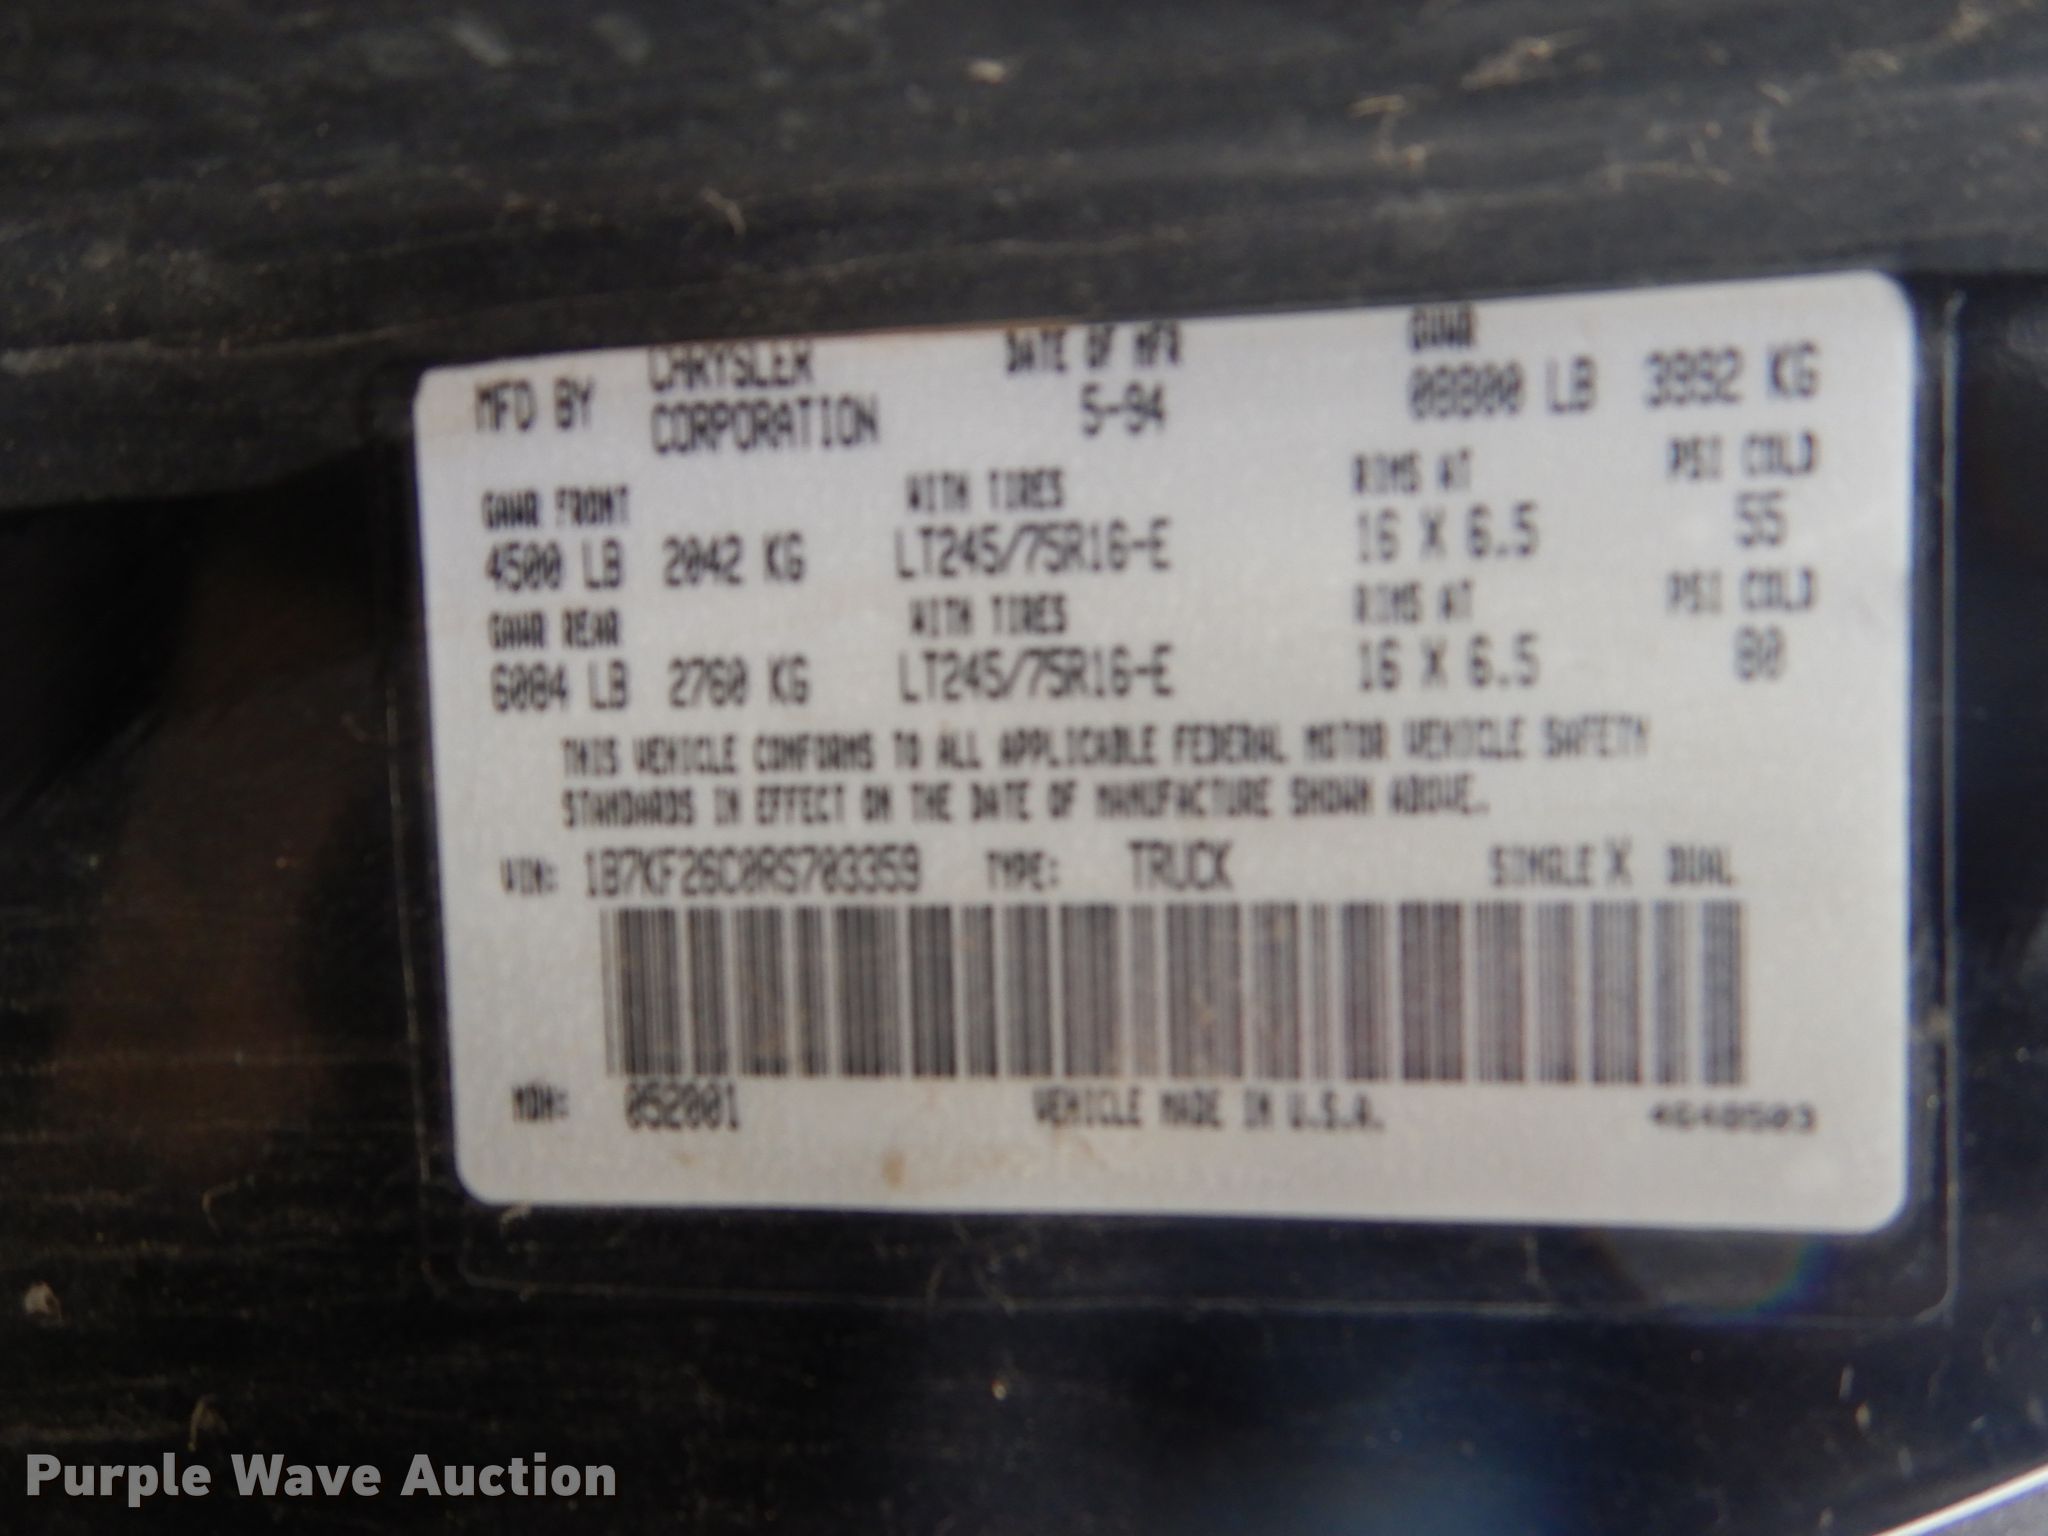 MFD BY CHRYSLER CORPORATION DATE OF MFR 5-94 GVWR 08800 LB 3992 KG
GAWR FRONT WITH TIRES RIMS AT PSI COLD
4500 LB 2042 KG LT245/75R16-E 16 X 6.5 55
GAWR REAR WITH TIRES RIMS AT PSI COLD
6084 LB 2760 KG LT245/75R16-E 16 X 6.5 80
THIS VEHICLE CONFORMS TO ALL APPLICABLE FEDERAL MOTOR VEHICLE SAFETY
STANDARDS IN EFFECT ON THE DATE OF MANUFACTURE SHOWN ABOVE.
VIN: 1B7KF26C0RS703359 TYPE: TRUCK SINGLE X DUAL
MDH: 052001 VEHICLE MADE IN U.S.A. 4648503
Purple Wave Auction